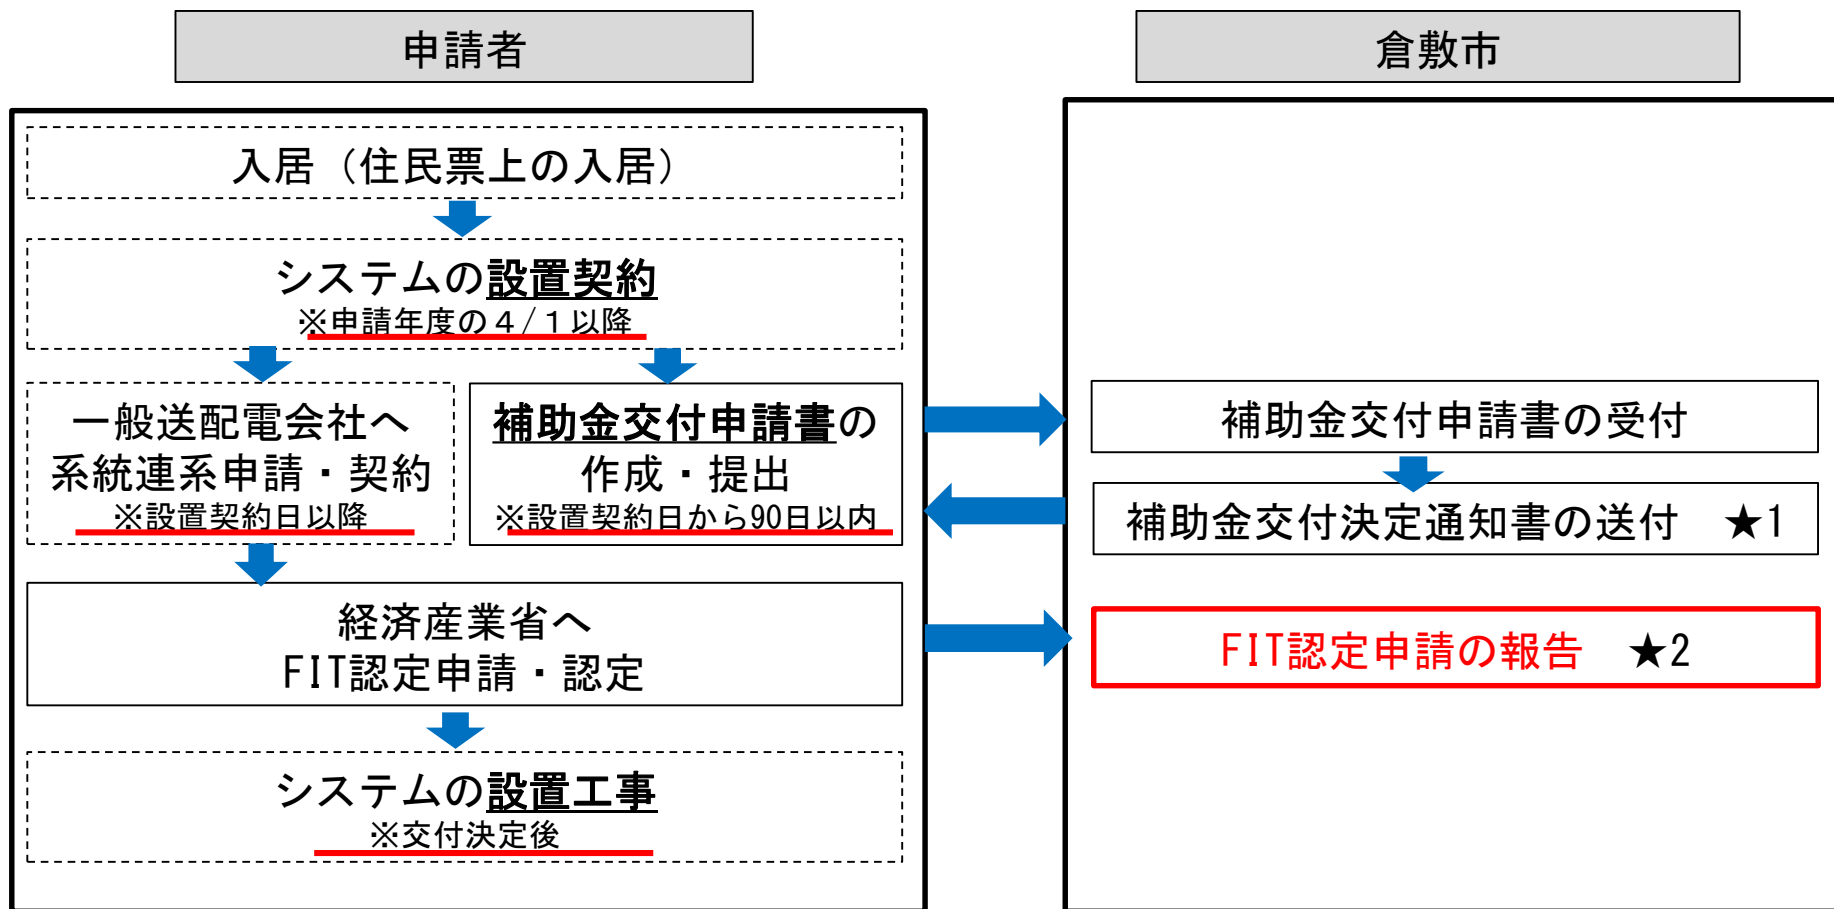 申請者
倉敷市
入居（住民票上の入居）
システムの設置契約
※申請年度の４/１以降
一般送配電会社へ
系統連系申請・契約
※設置契約日以降
補助金交付申請書の
作成・提出
※設置契約日から90日以内
補助金交付申請書の受付
補助金交付決定通知書の送付　★1
経済産業省へ
FIT認定申請・認定
FIT認定申請の報告　★2
システムの設置工事
※交付決定後